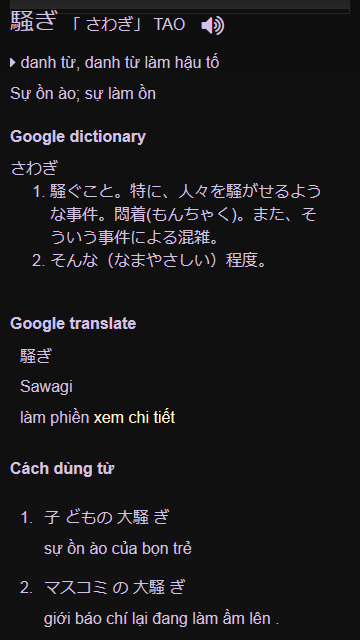 騒ぎ 「 さわぎ」 TAO
danh từ, danh từ làm hậu tố
Sự ồn ào; sự làm ồn
Google dictionary
さわぎ
1. 騒ぐこと。特に、人々を騒がせるよう
な事件。悶着(もんちゃく)。また、そ
ういう事件による混雑。
2. そんな（なまやさしい）程度。
Google translate
騒ぎ
Sawagi
làm phiền xem chi tiết
Cách dùng từ
1. 子 どもの 大騒 ぎ
sự ồn ào của bọn trẻ
2. マスコミ の 大騒 ぎ
giới báo chí lại đang làm ầm lên .